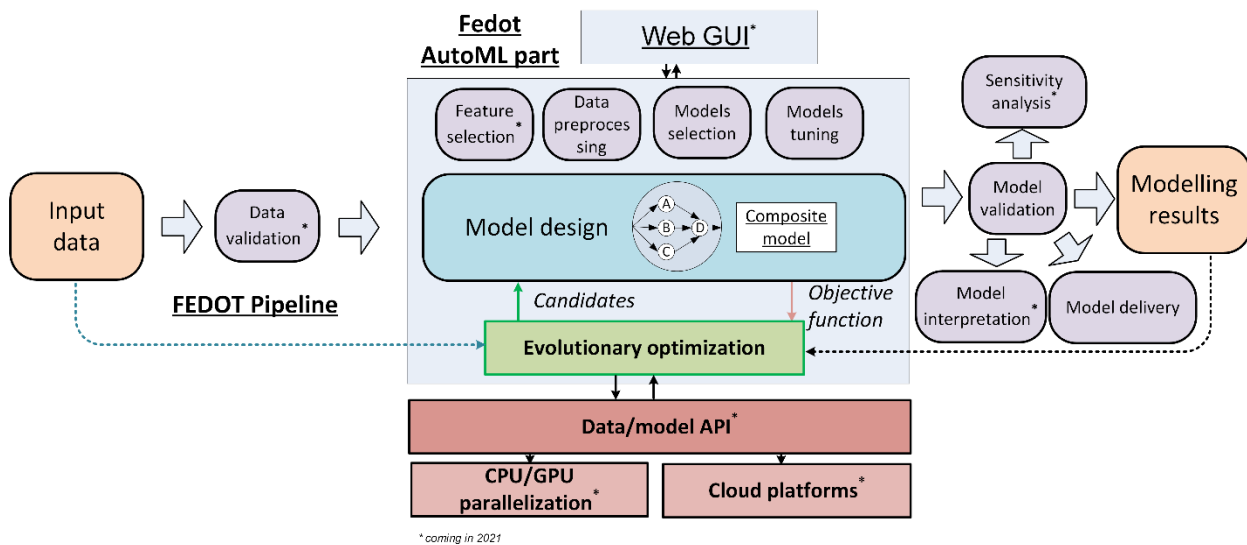 Fedot
AutoML part
Web GUI*
Feature
selection*
Data
preproces
sing
Models
selection
Models
tuning
Sensitivity
analysis*
Input
data
Data
validation*
Model design
A
B
C
D
Composite
model
Model
validation
Modelling
results
FEDOT Pipeline
Candidates
Objective
function
Model
interpretation*
Model delivery
Evolutionary optimization
Data/model API*
CPU/GPU
parallelization*
Cloud platforms*
* coming in 2021